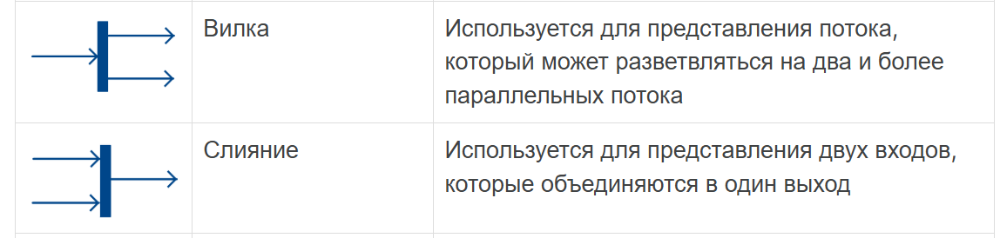 Вилка
Используется для представления потока,
который может разветвляться на два и более
параллельных потока
Слияние
Используется для представления двух входов,
которые объединяются в один выход